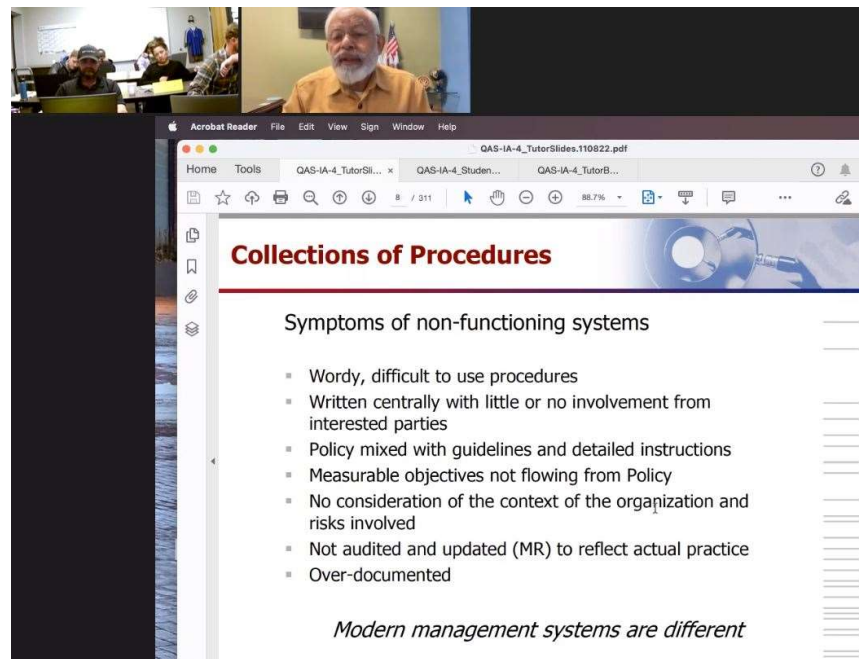 Acrobat Reader File Edit View Sign Window Help
QAS-IA-4_TutorSlides.110822.pdf
Home Tools QAS-IA-4_TutorSli... × QAS-IA-4_Studen... QAS-IA-4_TutorB...
8 / 311 88.7%
Collections of Procedures
Symptoms of non-functioning systems
Wordy, difficult to use procedures
Written centrally with little or no involvement from
interested parties
Policy mixed with guidelines and detailed instructions
Measurable objectives not flowing from Policy
No consideration of the context of the organization and
risks involved
Not audited and updated (MR) to reflect actual practice
Over-documented
Modern management systems are different